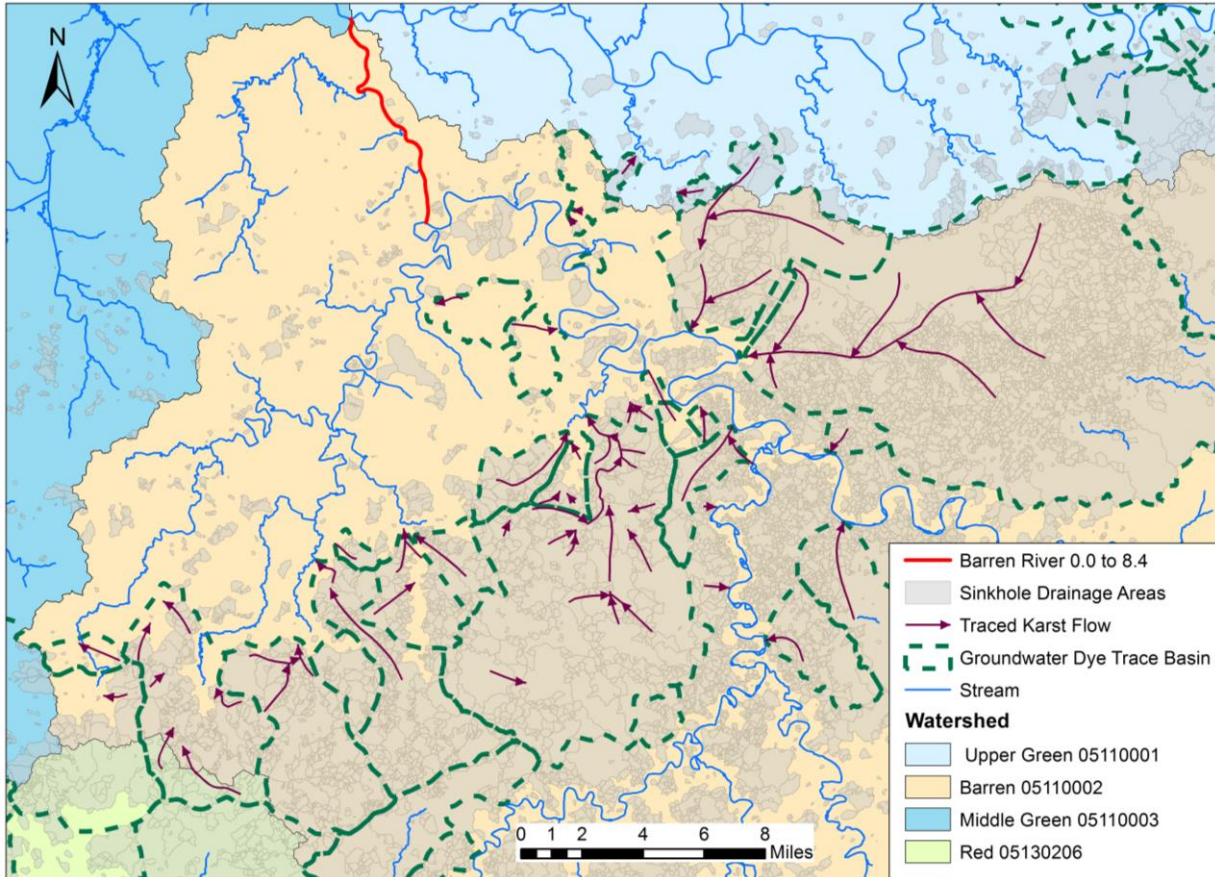 N
Barren River 0.0 to 8.4
Sinkhole Drainage Areas
Traced Karst Flow
Groundwater Dye Trace Basin
Stream
Watershed
Upper Green 05110001
Barren 05110002
Middle Green 05110003
Red 05130206
0 1 2 4 6 8
Miles